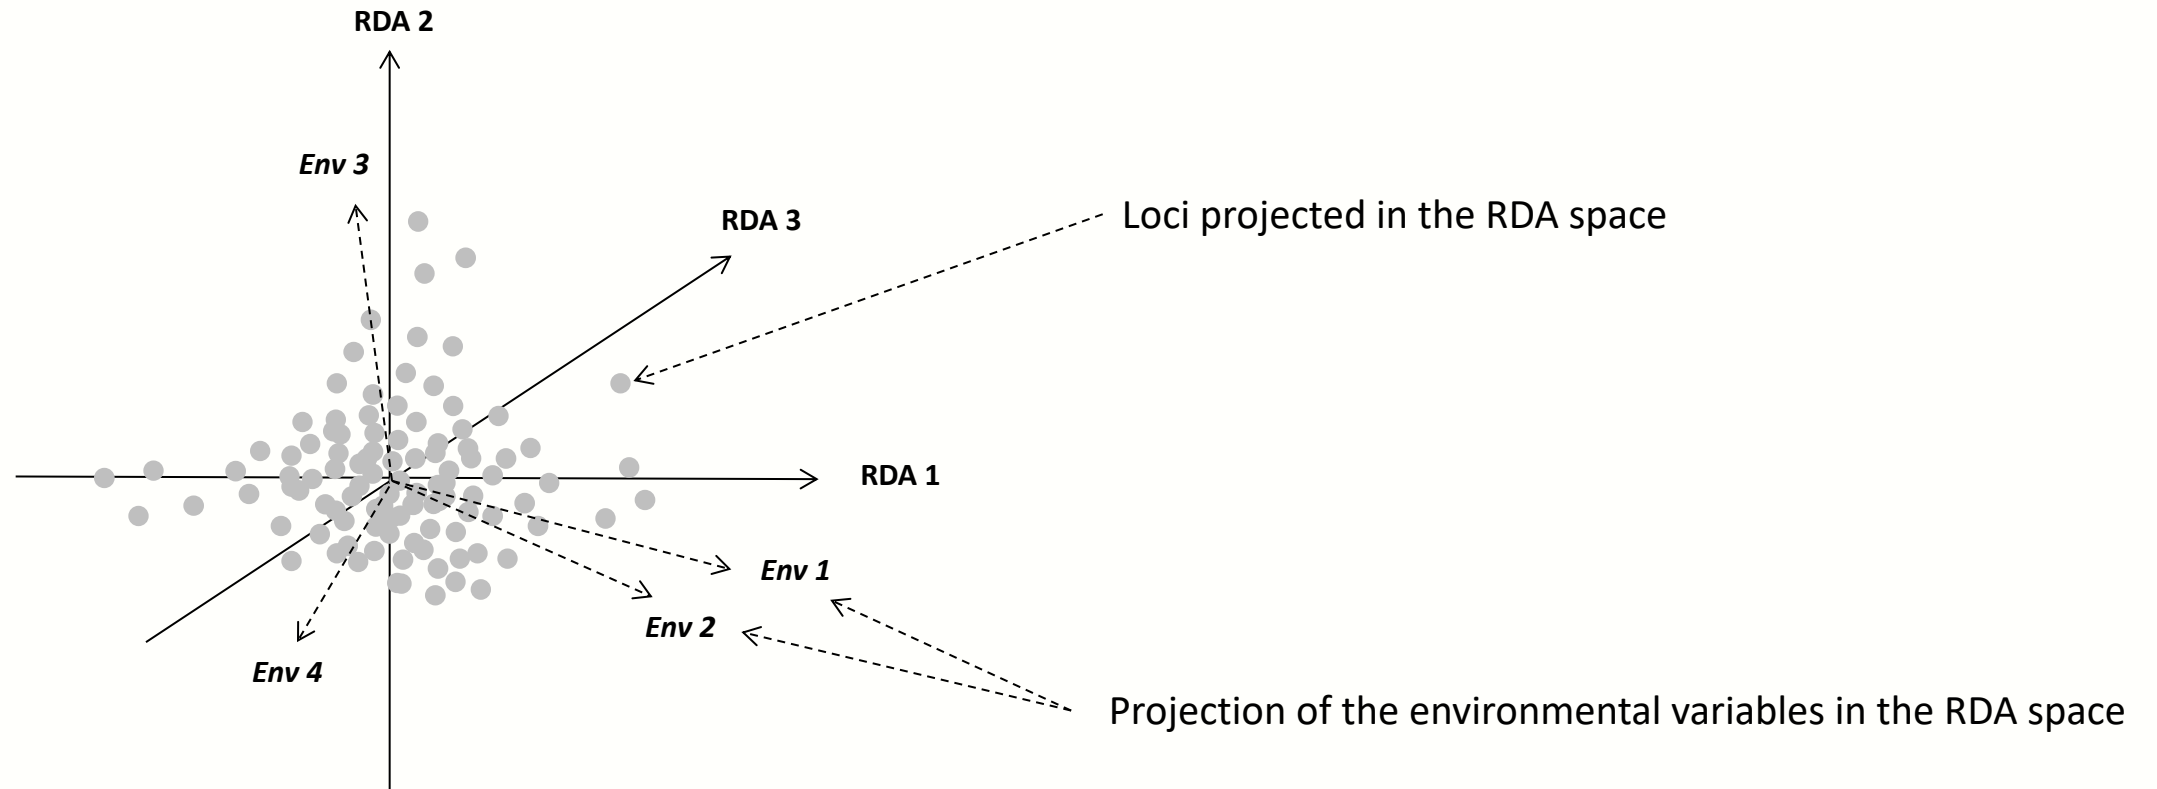 RDA 2
Env 3
RDA 3
Loci projected in the RDA space
RDA 1
Env 1
Env 2
Env 4
Projection of the environmental variables in the RDA space